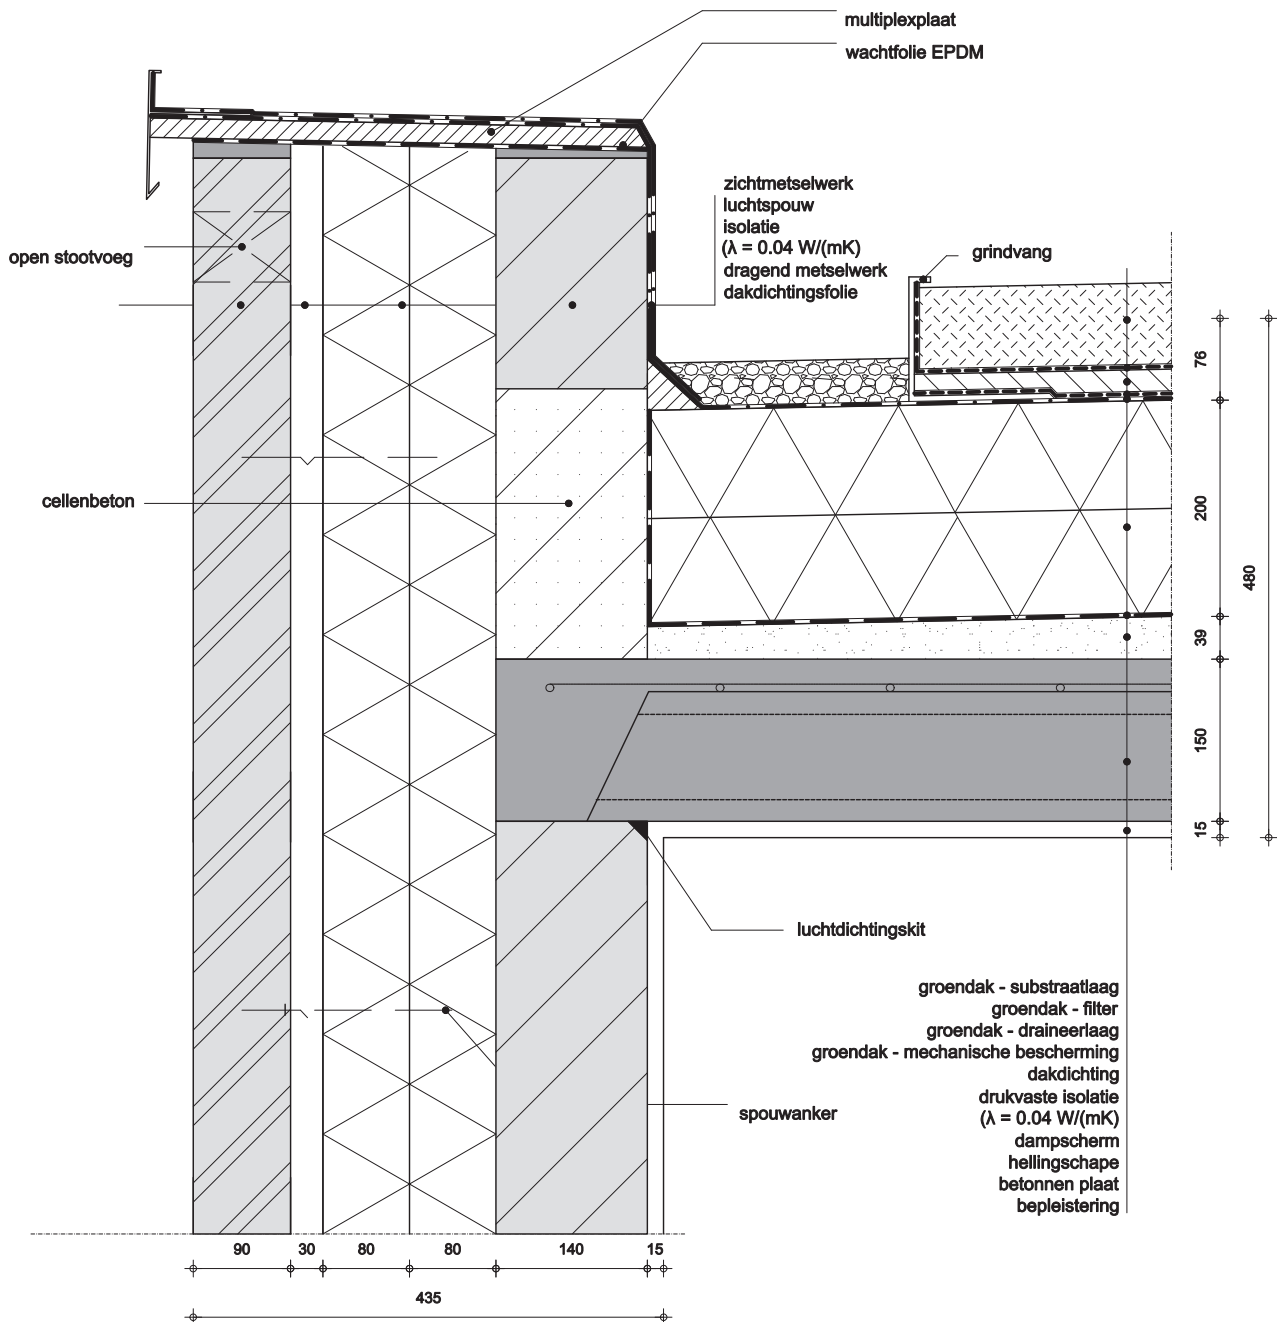 multiplexplaat
wachtfolie EPDM
zichtmetselwerk
luchtspouw
isolatie
(λ = 0.04 W/(mK)
dragend metselwerk
dakdichtingsfolie
open stootvoeg
grindvang
cellenbeton
76
200
480
39
150
15
luchtdichtingskit
groendak - substraatlaag
groendak - filter
groendak - draineerlaag
groendak - mechanische bescherming
dakdichting
drukvaste isolatie
(λ = 0.04 W/(mK)
dampscherm
hellingschape
betonnen plaat
bepleistering
spouwanker
90 30 80 80 140 15
435